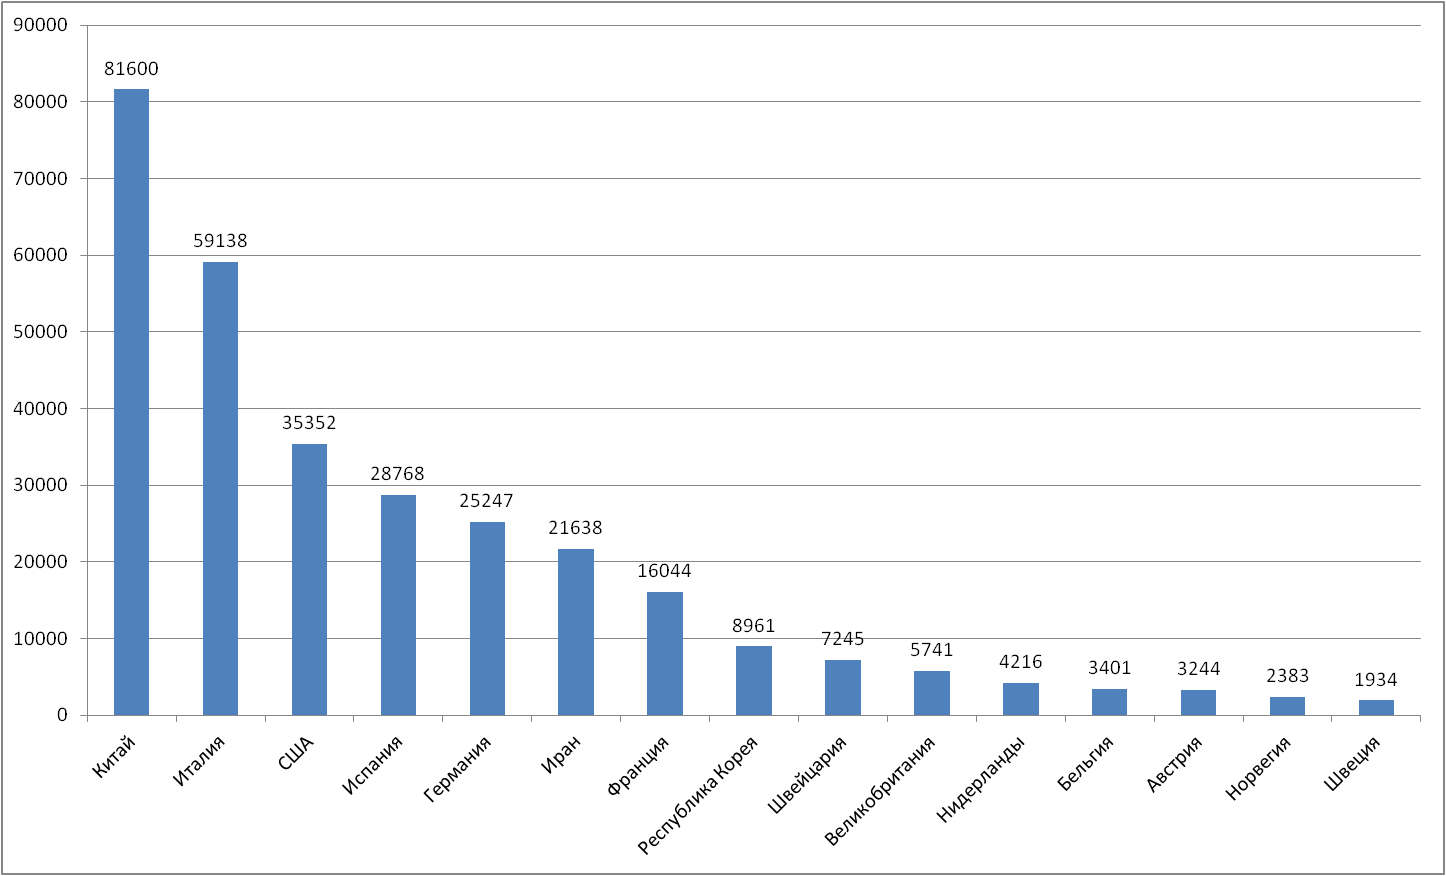 90000
80000
70000
60000
50000
40000
30000
20000
10000
0
81600
59138
35352
28768
25247
21638
16044
8961
7245
5741
4216
3401
3244
2383
1934
Китай
Италия
США
Испания
Германия
Иран
Франция
Республика Корея
Швейцария
Великобритания
Нидерланды
Бельгия
Австрия
Норвегия
Швеция